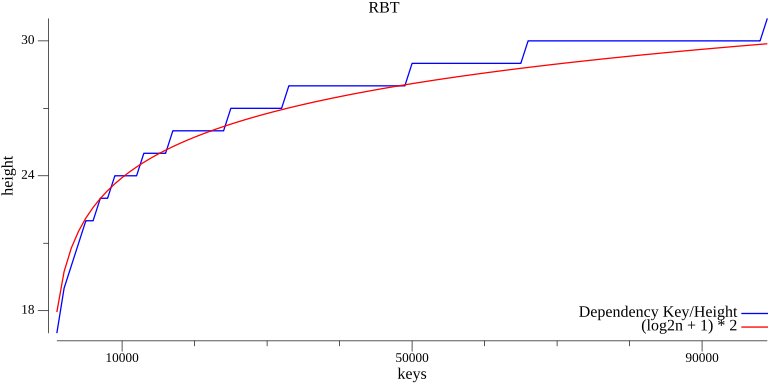 RBT
30
24
18
height
10000
50000
90000
keys
Dependency Key/Height
(log2n + 1) * 2